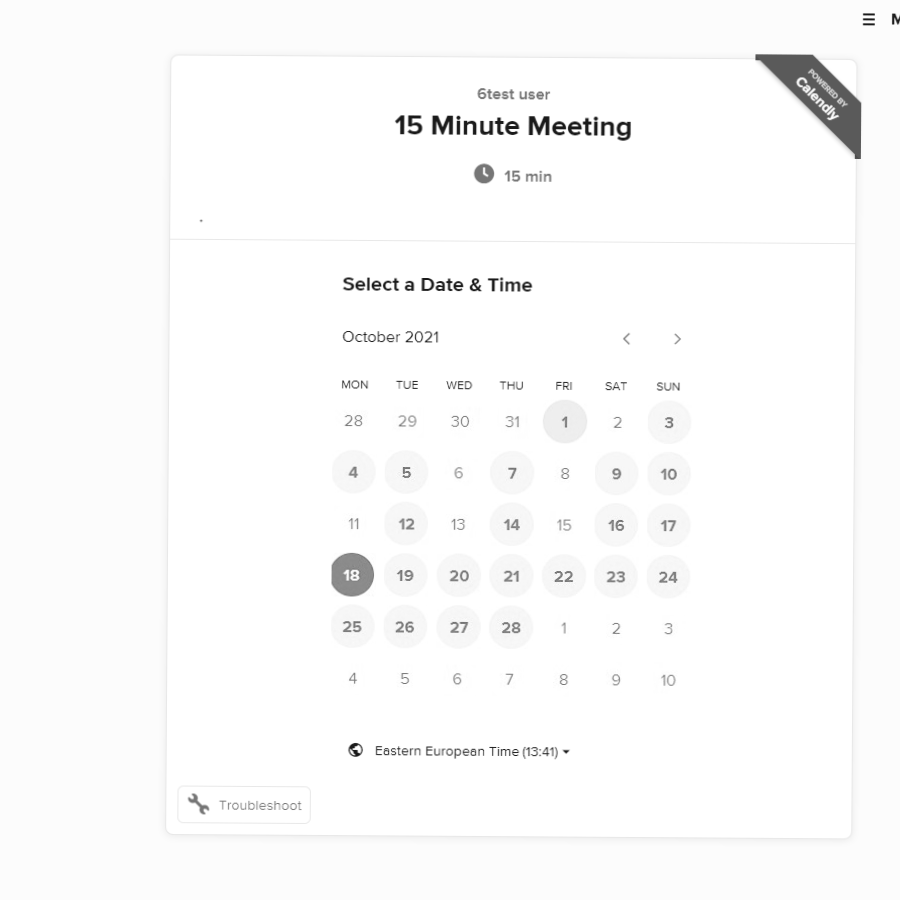 ☰ M
POWERED BY
Calendly
6test user
15 Minute Meeting
15 min
.
Select a Date & Time
October 2021
MON TUE WED THU FRI SAT SUN
28 29 30 31 1 2 3
4 5 6 7 8 9 10
11 12 13 14 15 16 17
18 19 20 21 22 23 24
25 26 27 28 1 2 3
4 5 6 7 8 9 10
Eastern European Time (13:41)
Troubleshoot